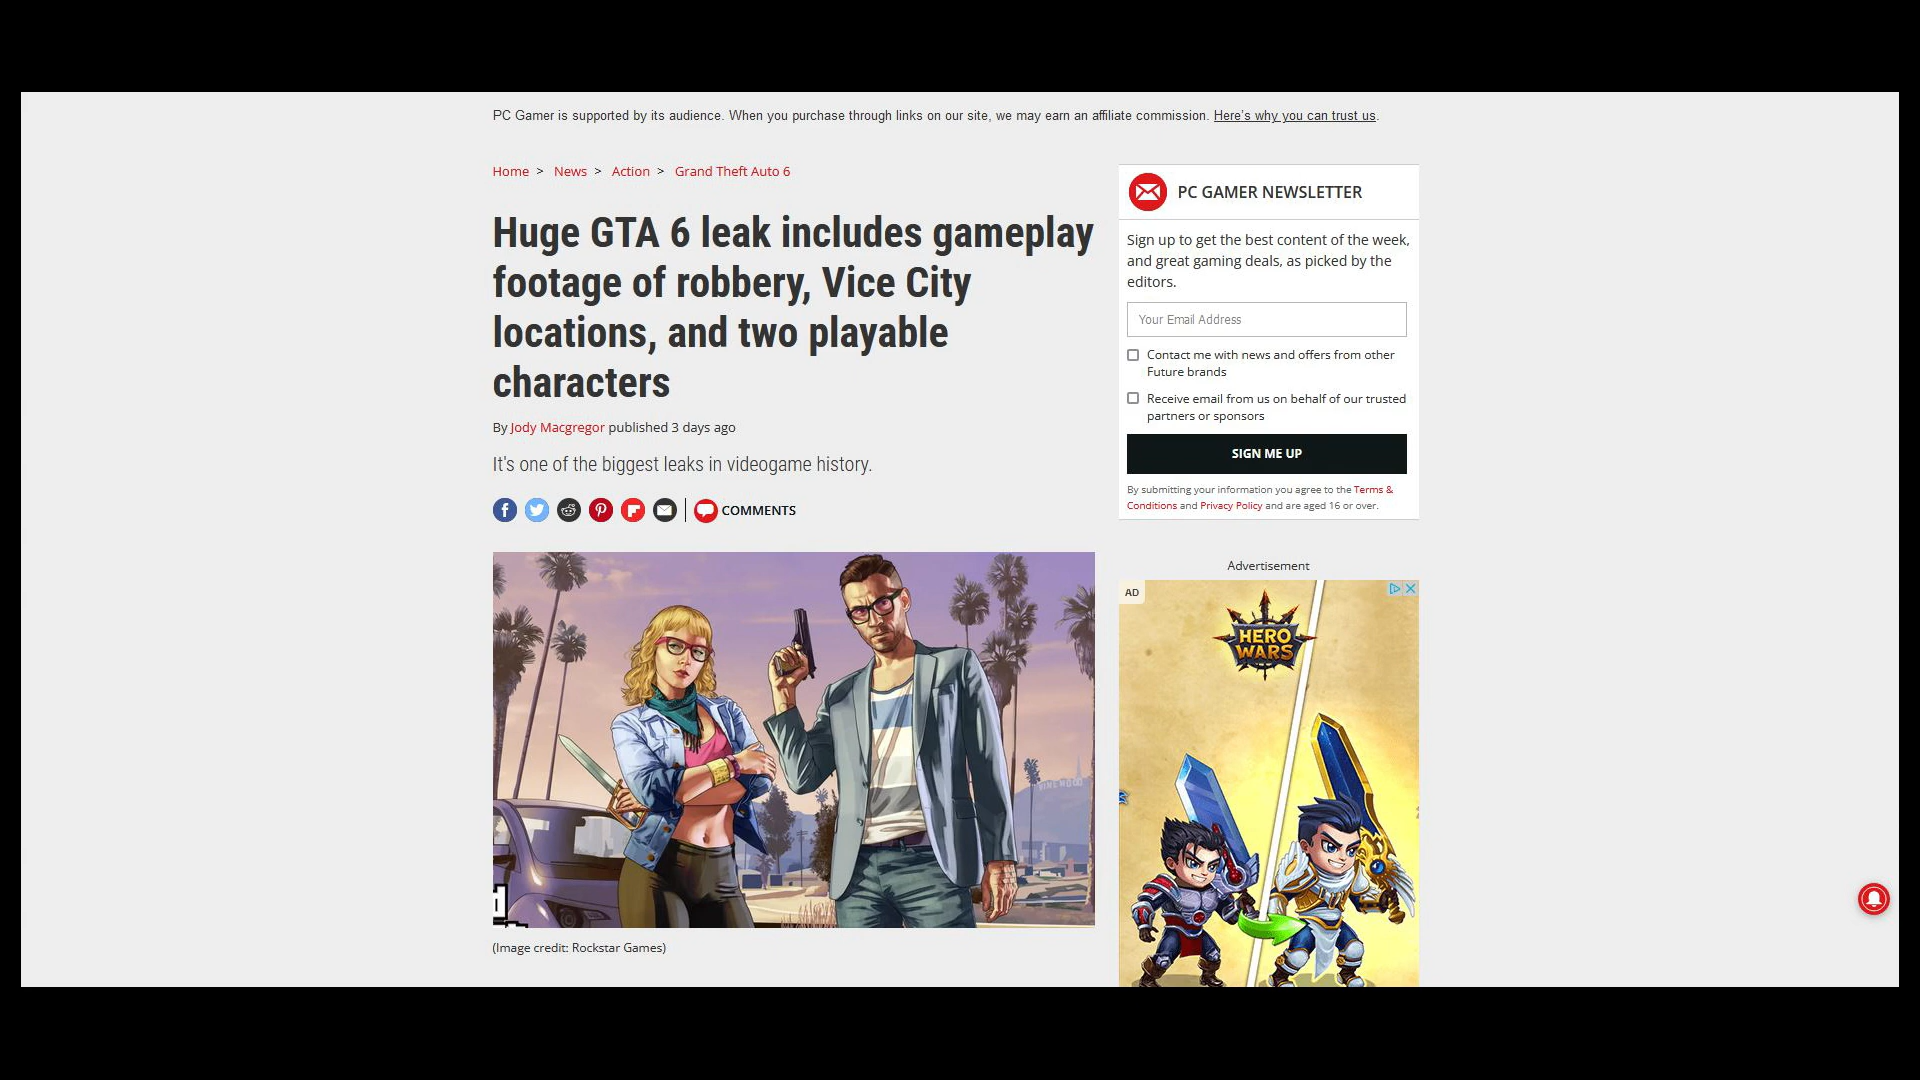 PC Gamer is supported by its audience. When you purchase through links on our site, we may earn an affiliate commission. Here's why you can trust us.
Home > News > Action > Grand Theft Auto 6
Huge GTA 6 leak includes gameplay
footage of robbery, Vice City
locations, and two playable
characters
By Jody Macgregor published 3 days ago
It's one of the biggest leaks in videogame history.
COMMENTS
(Image credit: Rockstar Games)
PC GAMER NEWSLETTER
Sign up to get the best content of the week,
and great gaming deals, as picked by the
editors.
Your Email Address
Contact me with news and offers from other
Future brands
Receive email from us on behalf of our trusted
partners or sponsors
SIGN ME UP
By submitting your information you agree to the Terms &
Conditions and Privacy Policy and are aged 16 or over.
Advertisement
AD
HERO
WARS